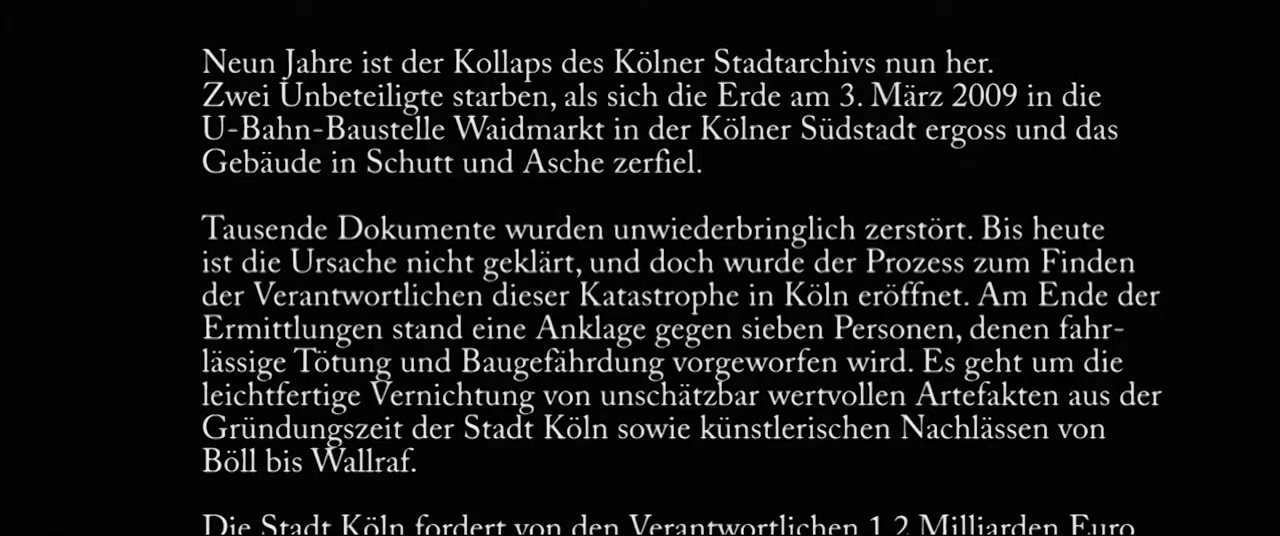 Neun Jahre ist der Kollaps des Kölner Stadtarchivs nun her.
Zwei Unbeteiligte starben, als sich die Erde am 3. März 2009 in die
U-Bahn-Baustelle Waidmarkt in der Kölner Südstadt ergoss und das
Gebäude in Schutt und Asche zerfiel.
Tausende Dokumente wurden unwiederbringlich zerstört. Bis heute
ist die Ursache nicht geklärt, und doch wurde der Prozess zum Finden
der Verantwortlichen dieser Katastrophe in Köln eröffnet. Am Ende der
Ermittlungen stand eine Anklage gegen sieben Personen, denen fahr-
lässige Tötung und Baugefährdung vorgeworfen wird. Es geht um die
leichtfertige Vernichtung von unschätzbar wertvollen Artefakten aus der
Gründungszeit der Stadt Köln sowie künstlerischen Nachlässen von
Böll bis Wallraf.
Die Stadt Köln fordert von den Verantwortlichen 1,2 Milliarden Euro